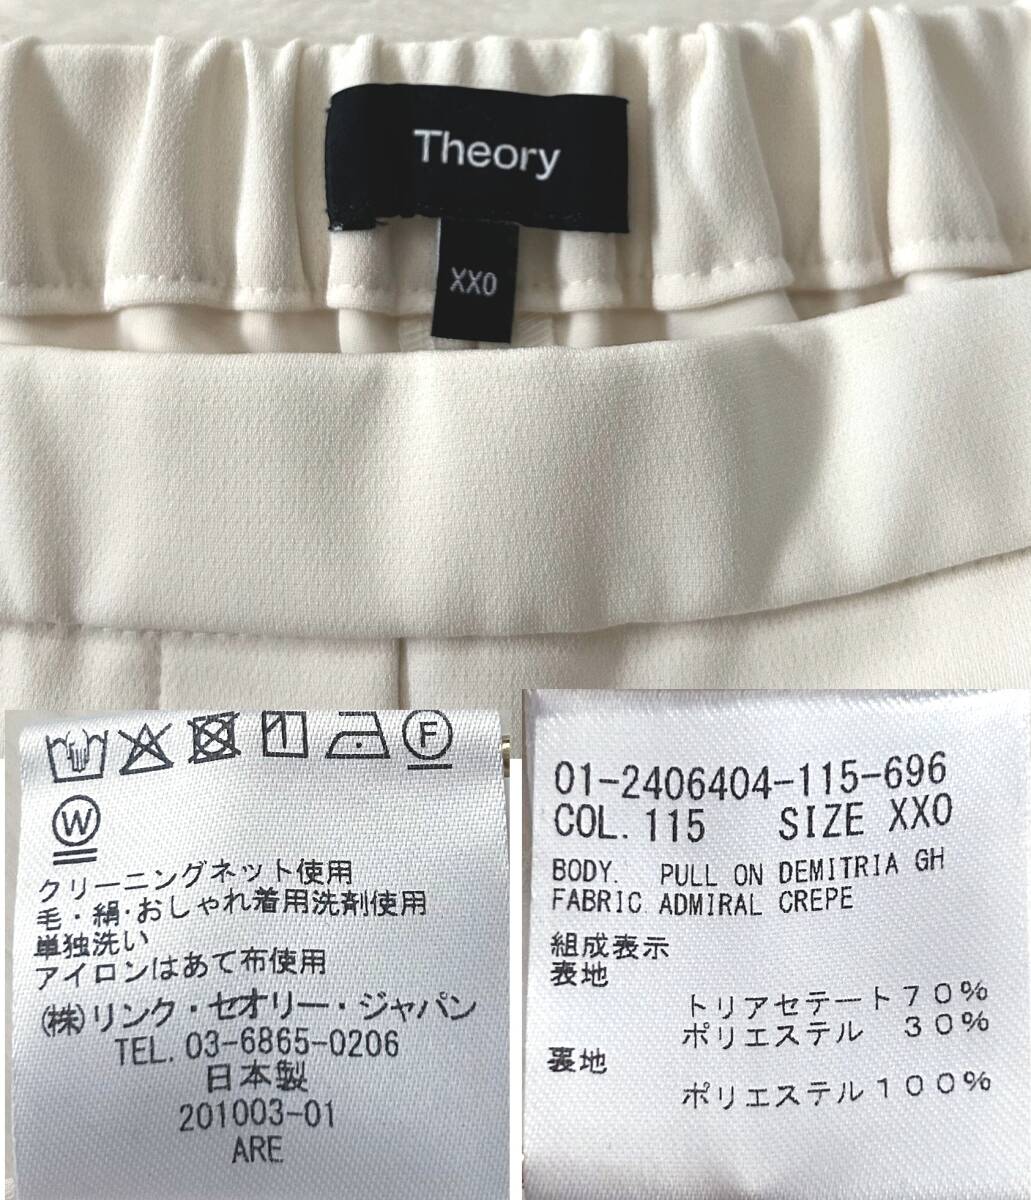 Theory
XX0
F
W
クリーニングネット使用
毛・絹・おしゃれ着用洗剤使用
単独洗い
アイロンはあて布使用
(株)リンク・セオリー・ジャパン
TEL. 03-6865-0206
日本製
201003-01
ARE
01-2406404-115-696
COL. 115 SIZE XX0
BODY. PULL ON DEMITRIA GH
FABRIC ADMIRAL CREPE
組成表示
表地
トリアセテート70%
ポリエステル 30%
裏地
ポリエステル100%